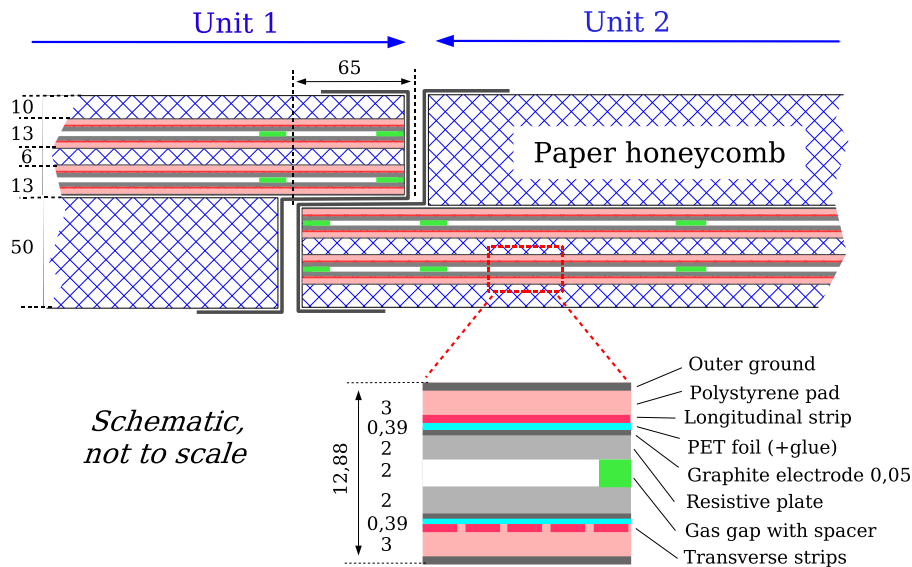 Unit 1
Unit 2
65
10
13
6
13
50
Paper honeycomb
Schematic,
not to scale
12,88
3
0,39
2
2
2
0,39
3
Outer ground
Polystyrene pad
Longitudinal strip
PET foil (+glue)
Graphite electrode 0,05
Resistive plate
Gas gap with spacer
Transverse strips